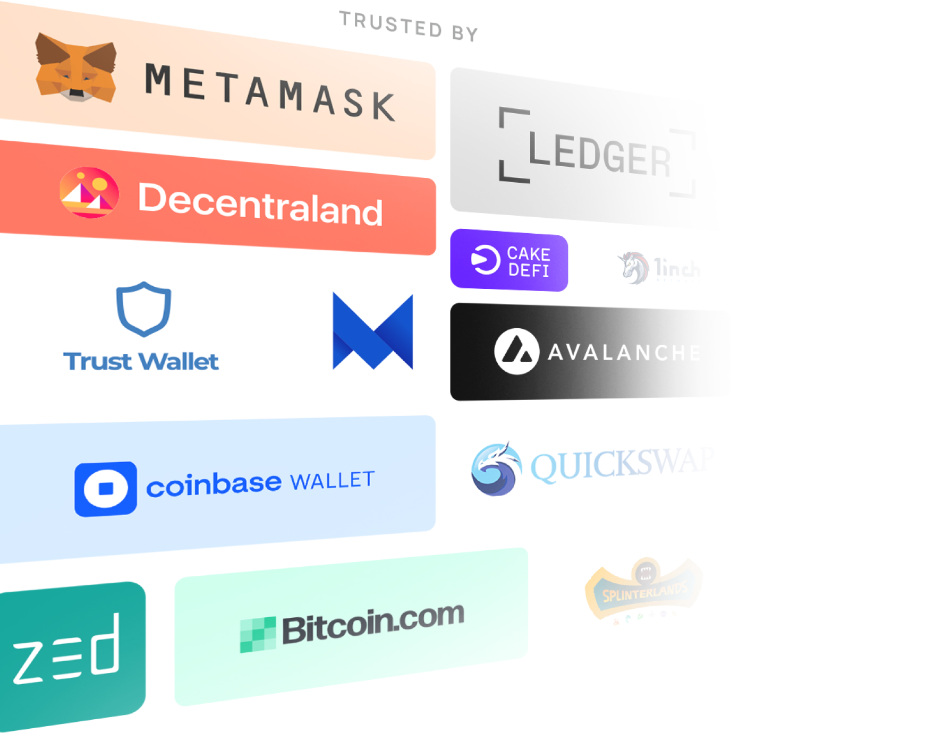 TRUSTED BY
METAMASK
LEDGER
Decentraland
CAKE
DEFI
1inch
Trust Wallet
AVALANCHE
coinbase WALLET
QUICKSWAP
zed
Bitcoin.com
SPLINTERLANDS